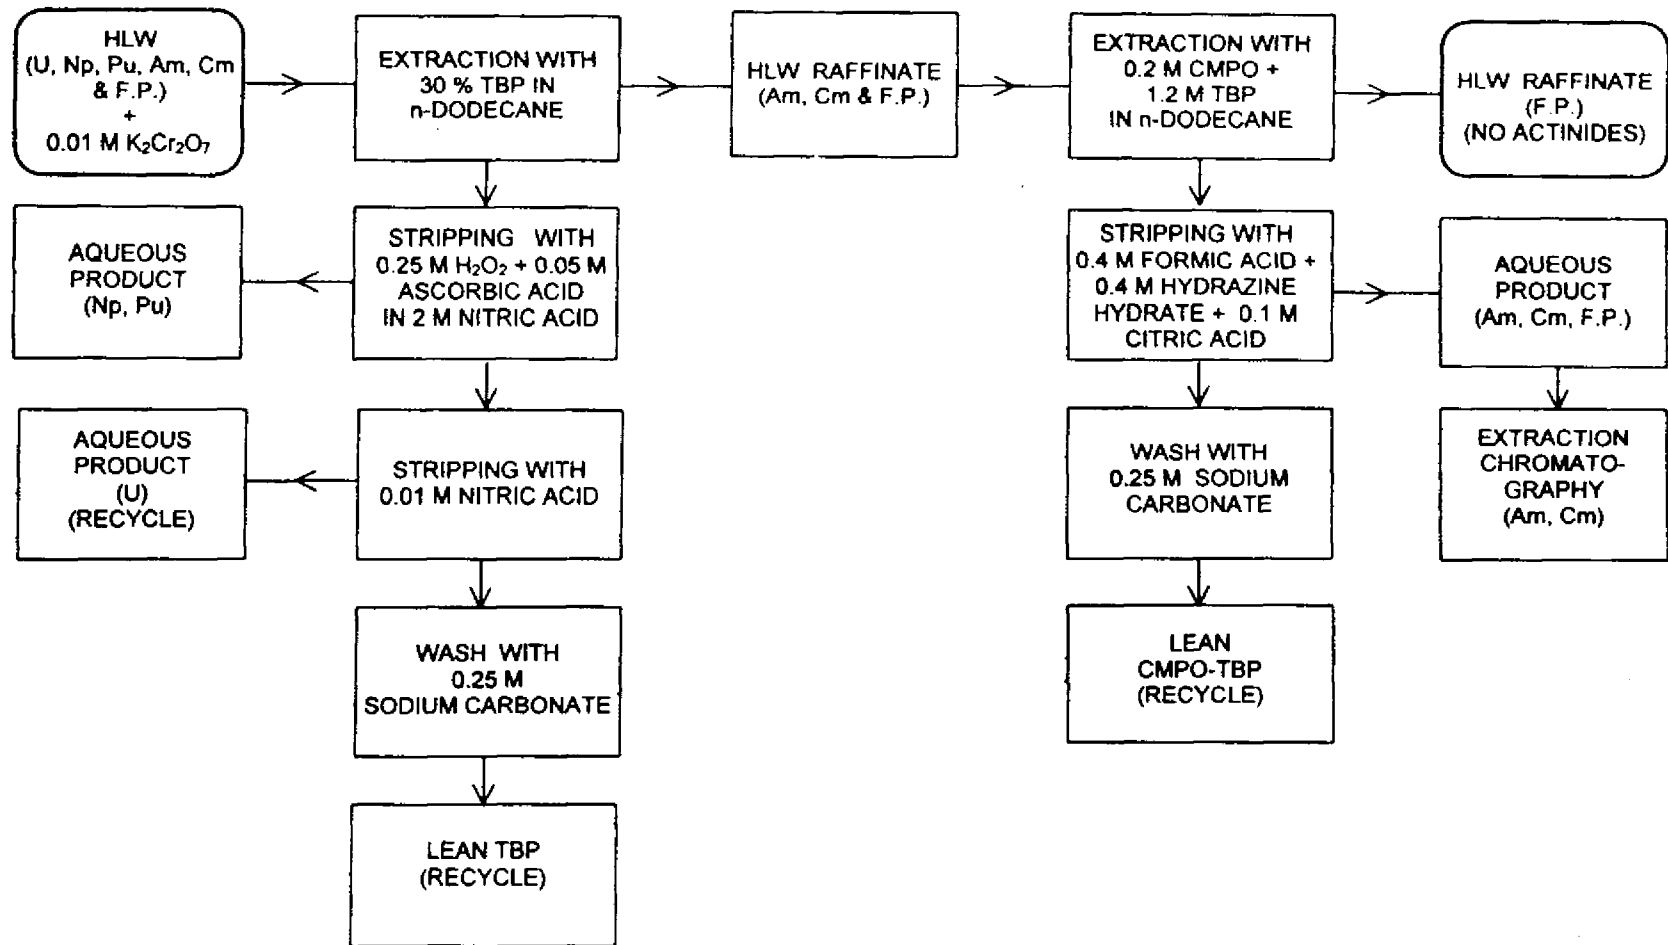 HLW
(U, Np, Pu, Am, Cm
& F.P.)
+
0.01 M K₂Cr₂O₇
EXTRACTION WITH
30 % TBP IN
n-DODECANE
HLW RAFFINATE
(Am, Cm & F.P.)
EXTRACTION WITH
0.2 M CMPO +
1.2 M TBP
IN n-DODECANE
HLW RAFFINATE
(F.P.)
(NO ACTINIDES)
AQUEOUS
PRODUCT
(Np, Pu)
STRIPPING WITH
0.25 M H₂O₂ + 0.05 M
ASCORBIC ACID
IN 2 M NITRIC ACID
STRIPPING WITH
0.4 M FORMIC ACID +
0.4 M HYDRAZINE
HYDRATE + 0.1 M
CITRIC ACID
AQUEOUS
PRODUCT
(Am, Cm, F.P.)
AQUEOUS
PRODUCT
(U)
(RECYCLE)
STRIPPING WITH
0.01 M NITRIC ACID
WASH WITH
0.25 M SODIUM
CARBONATE
EXTRACTION
CHROMATO-
GRAPHY
(Am, Cm)
WASH WITH
0.25 M
SODIUM CARBONATE
LEAN
CMPO-TBP
(RECYCLE)
LEAN TBP
(RECYCLE)